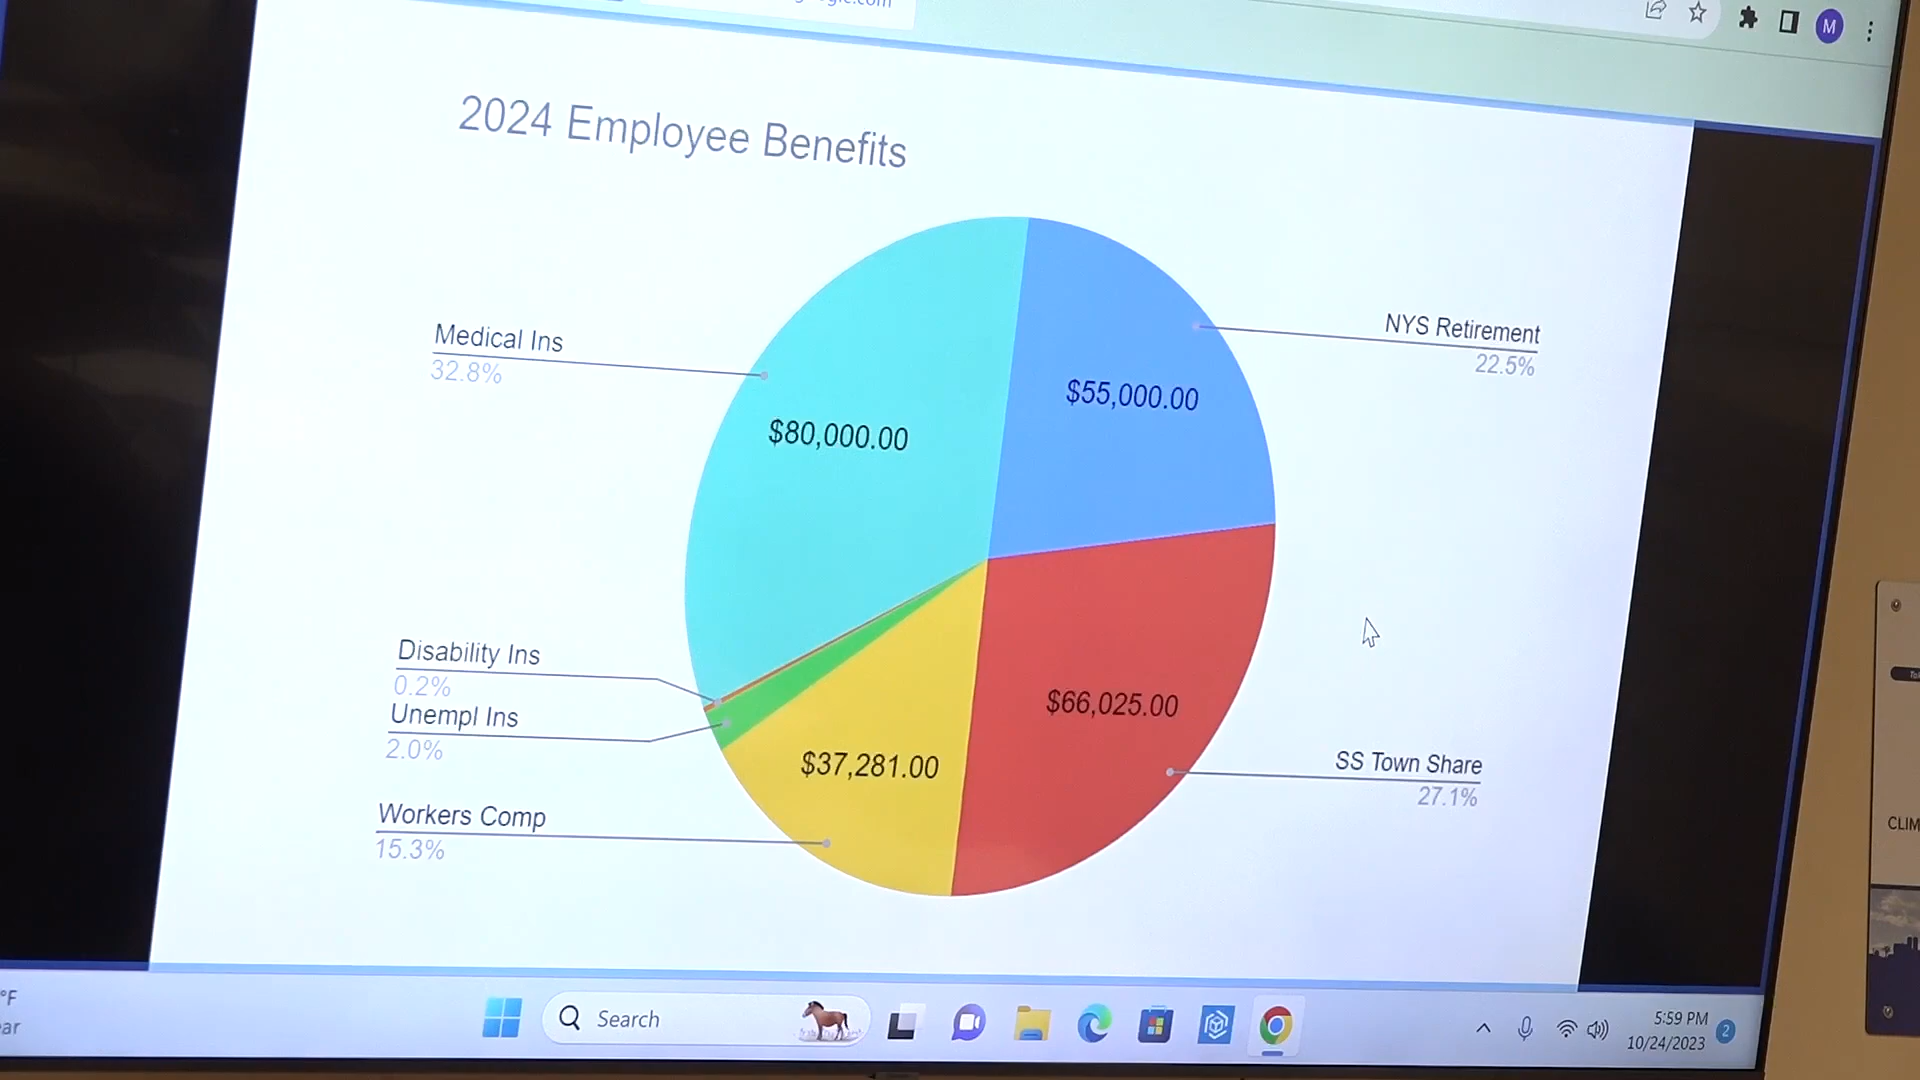 2024 Employee Benefits
Medical Ins
32.8%
$80,000.00
NYS Retirement
22.5%
$55,000.00
Disability Ins
0.2%
Unempl Ins
2.0%
Workers Comp
15.3%
$37,281.00
$66,025.00
SS Town Share
27.1%
M
CLIM
°F
ar
Search
5:59 PM
10/24/2023
2